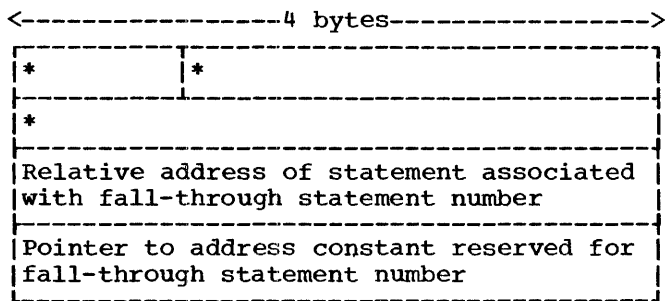 <-----------------4 bytes----------------->
* *
*
Relative address of statement associated
with fall-through statement number
Pointer to address constant reserved for
fall-through statement number